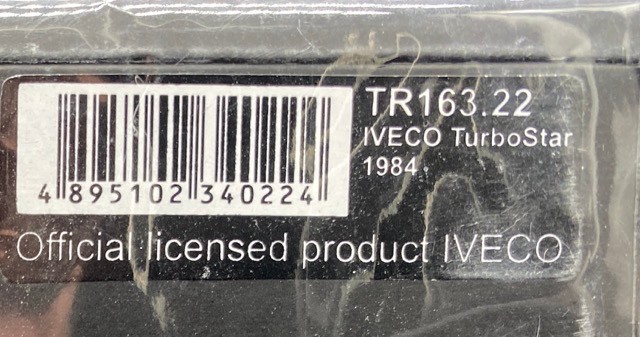 TR163.22
IVECO TurboStar
1984
4 895102 340224
Official licensed product IVECO